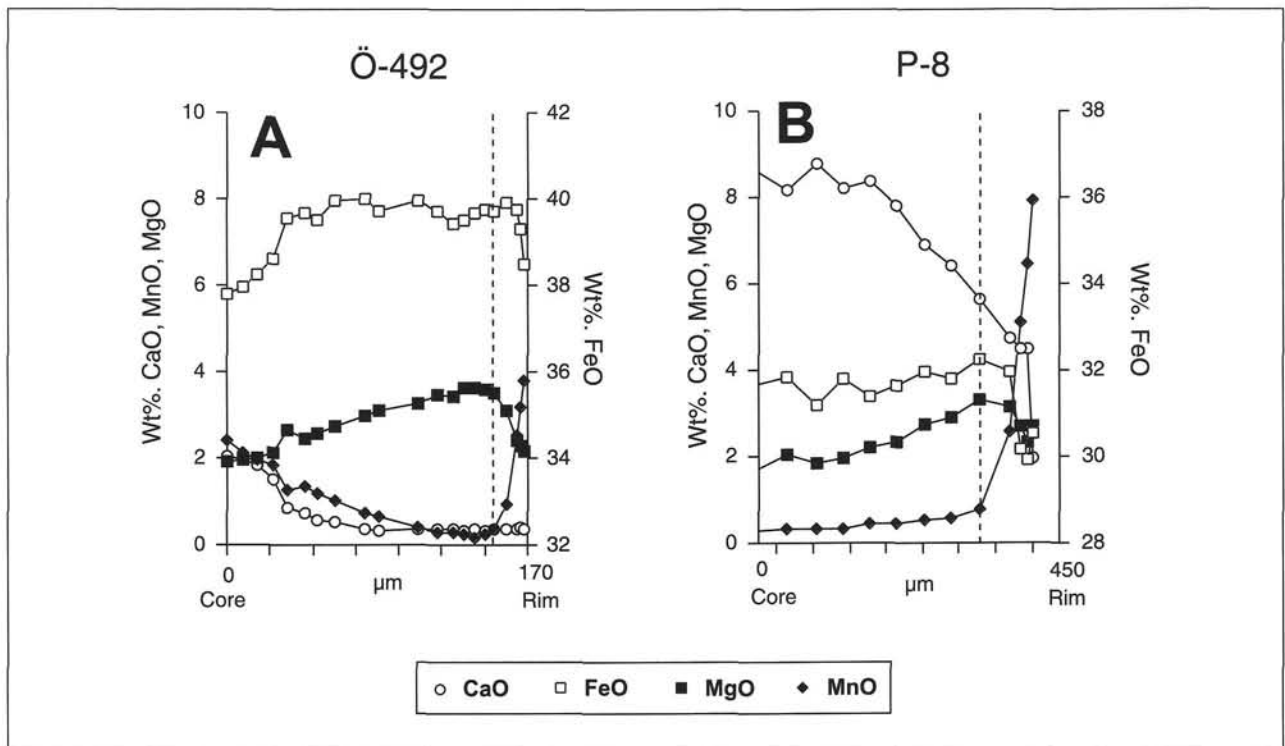 Ö-492
P-8
A
B
10
8
6
4
2
0
Wt%. CaO, MnO, MgO
42
40
38
35
34
32
Wt%. FeO
0
µm
170
Core
Rim
10
8
6
4
2
0
Wt%. CaO, MnO, MgO
38
36
34
32
30
28
Wt%. FeO
0
µm
450
Core
Rim
CaO
FeO
MgO
MnO